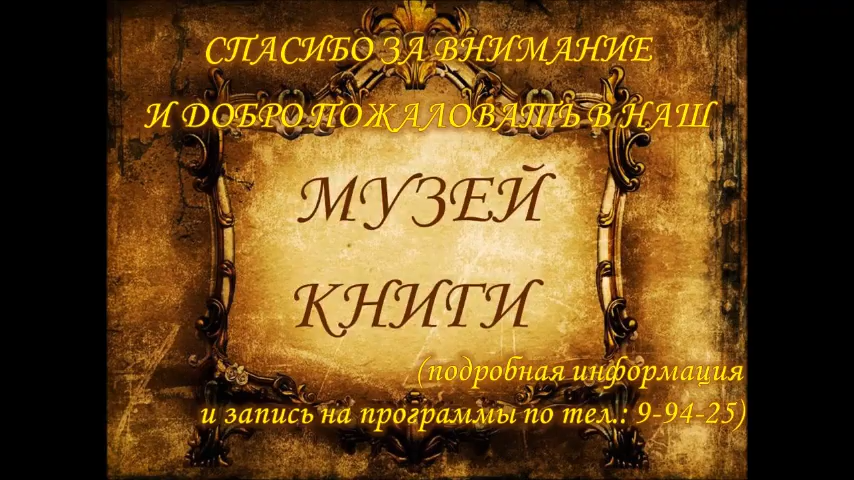 СПАСИБО ЗА ВНИМАНИЕ
И ДОБРО ПОЖАЛОВАТЬ В НАШ
МУЗЕЙ
КНИГИ
(подробная информация
и запись на программы по тел.: 9-94-25)